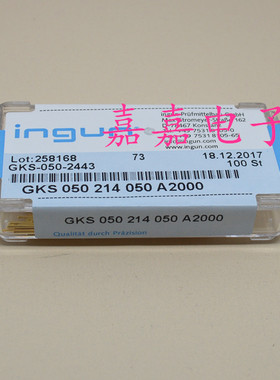 嘉嘉电子
ingun
Lot:258168 73 18.12.2017
GKS-050-2443 100 St
GKS 050 214 050 A2000
GKS 050 214 050 A2000
Qualität durch Präzision